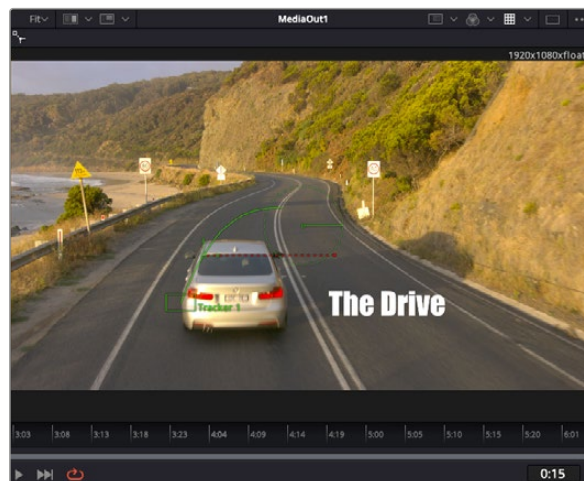 Fit
MediaOut1
1920x1080xfloat
Tracker 1
The Drive
3:03 3:08 3:13 3:18 3:23 4:04 4:09 4:14 4:19 5:00 5:05 5:10 5:15 5:20 6:01
0:15